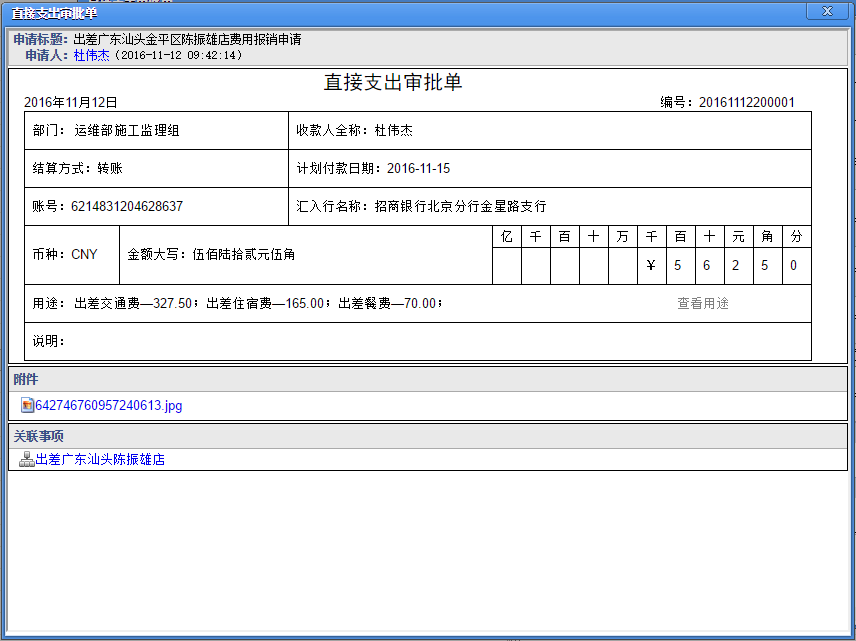 直接支出审批单
X
申请标题：出差广东汕头金平区陈振雄店费用报销申请
申请人：杜伟杰（2016-11-12 09:42:14）
直接支出审批单
2016年11月12日 编号：20161112200001
部门：运维部施工监理组 收款人全称：杜伟杰
结算方式：转账 计划付款日期：2016-11-15
账号：6214831204628637 汇入行名称：招商银行北京分行金星路支行
亿 千 百 十 万 千 百 十 元 角 分
币种：CNY 金额大写：伍佰陆拾贰元伍角
¥ 5 6 2 5 0
用途：出差交通费—327.50；出差住宿费—165.00；出差餐费—70.00； 查看用途
说明：
附件
642746760957240613.jpg
关联事项
出差广东汕头陈振雄店